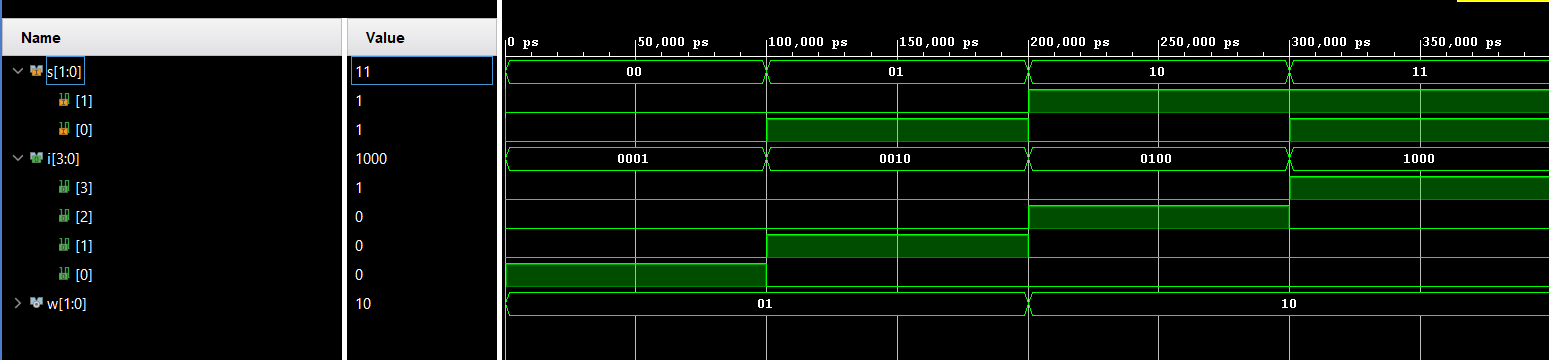 Name Value
0 ps 50,000 ps 100,000 ps 150,000 ps 200,000 ps 250,000 ps 300,000 ps 350,000 ps
s[1:0] 11 00 01 10 11
[1] 1
[0] 1
i[3:0] 1000 0001 0010 0100 1000
[3] 1
[2] 0
[1] 0
[0] 0
w[1:0] 10 01 10